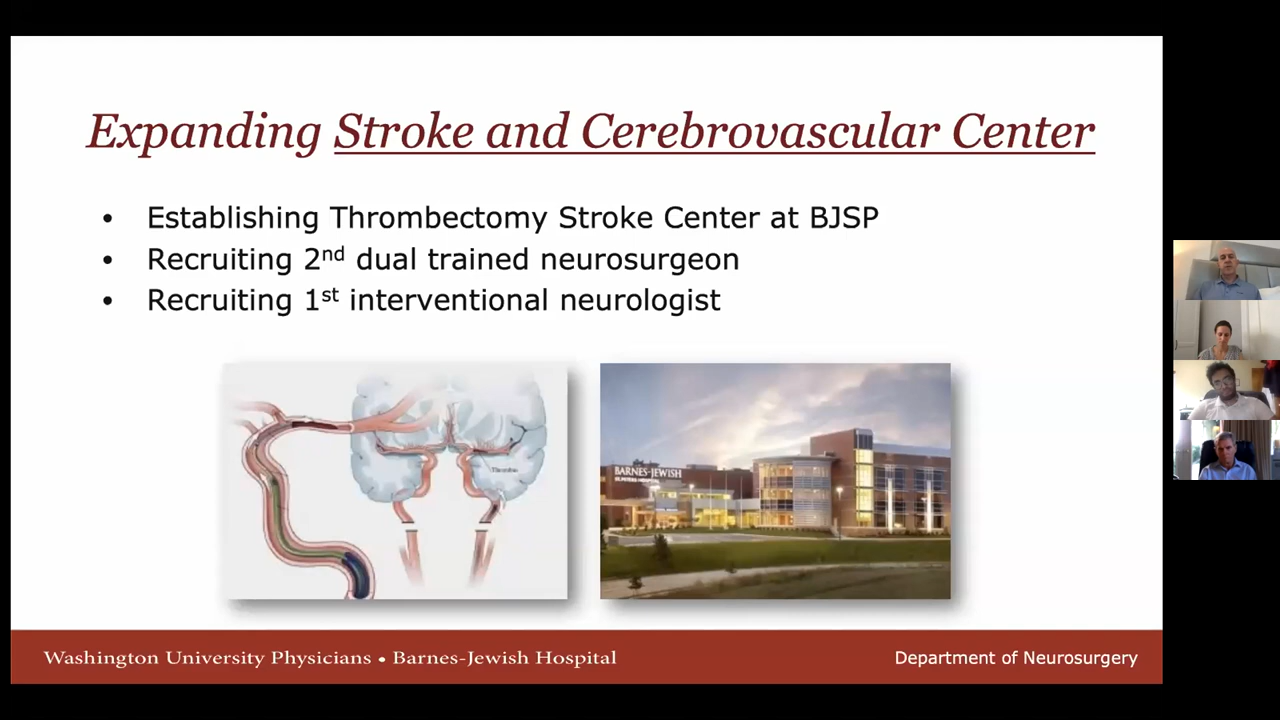 Expanding Stroke and Cerebrovascular Center
• Establishing Thrombectomy Stroke Center at BJSP
• Recruiting 2nd dual trained neurosurgeon
• Recruiting 1st interventional neurologist
BARNES-JEWISH
Washington University Physicians • Barnes-Jewish Hospital
Department of Neurosurgery